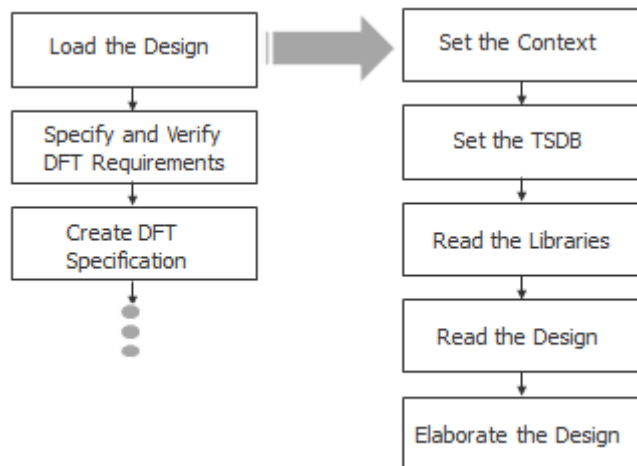 Load the Design
Specify and Verify
DFT Requirements
Create DFT
Specification
Set the Context
Set the TSDB
Read the Libraries
Read the Design
Elaborate the Design